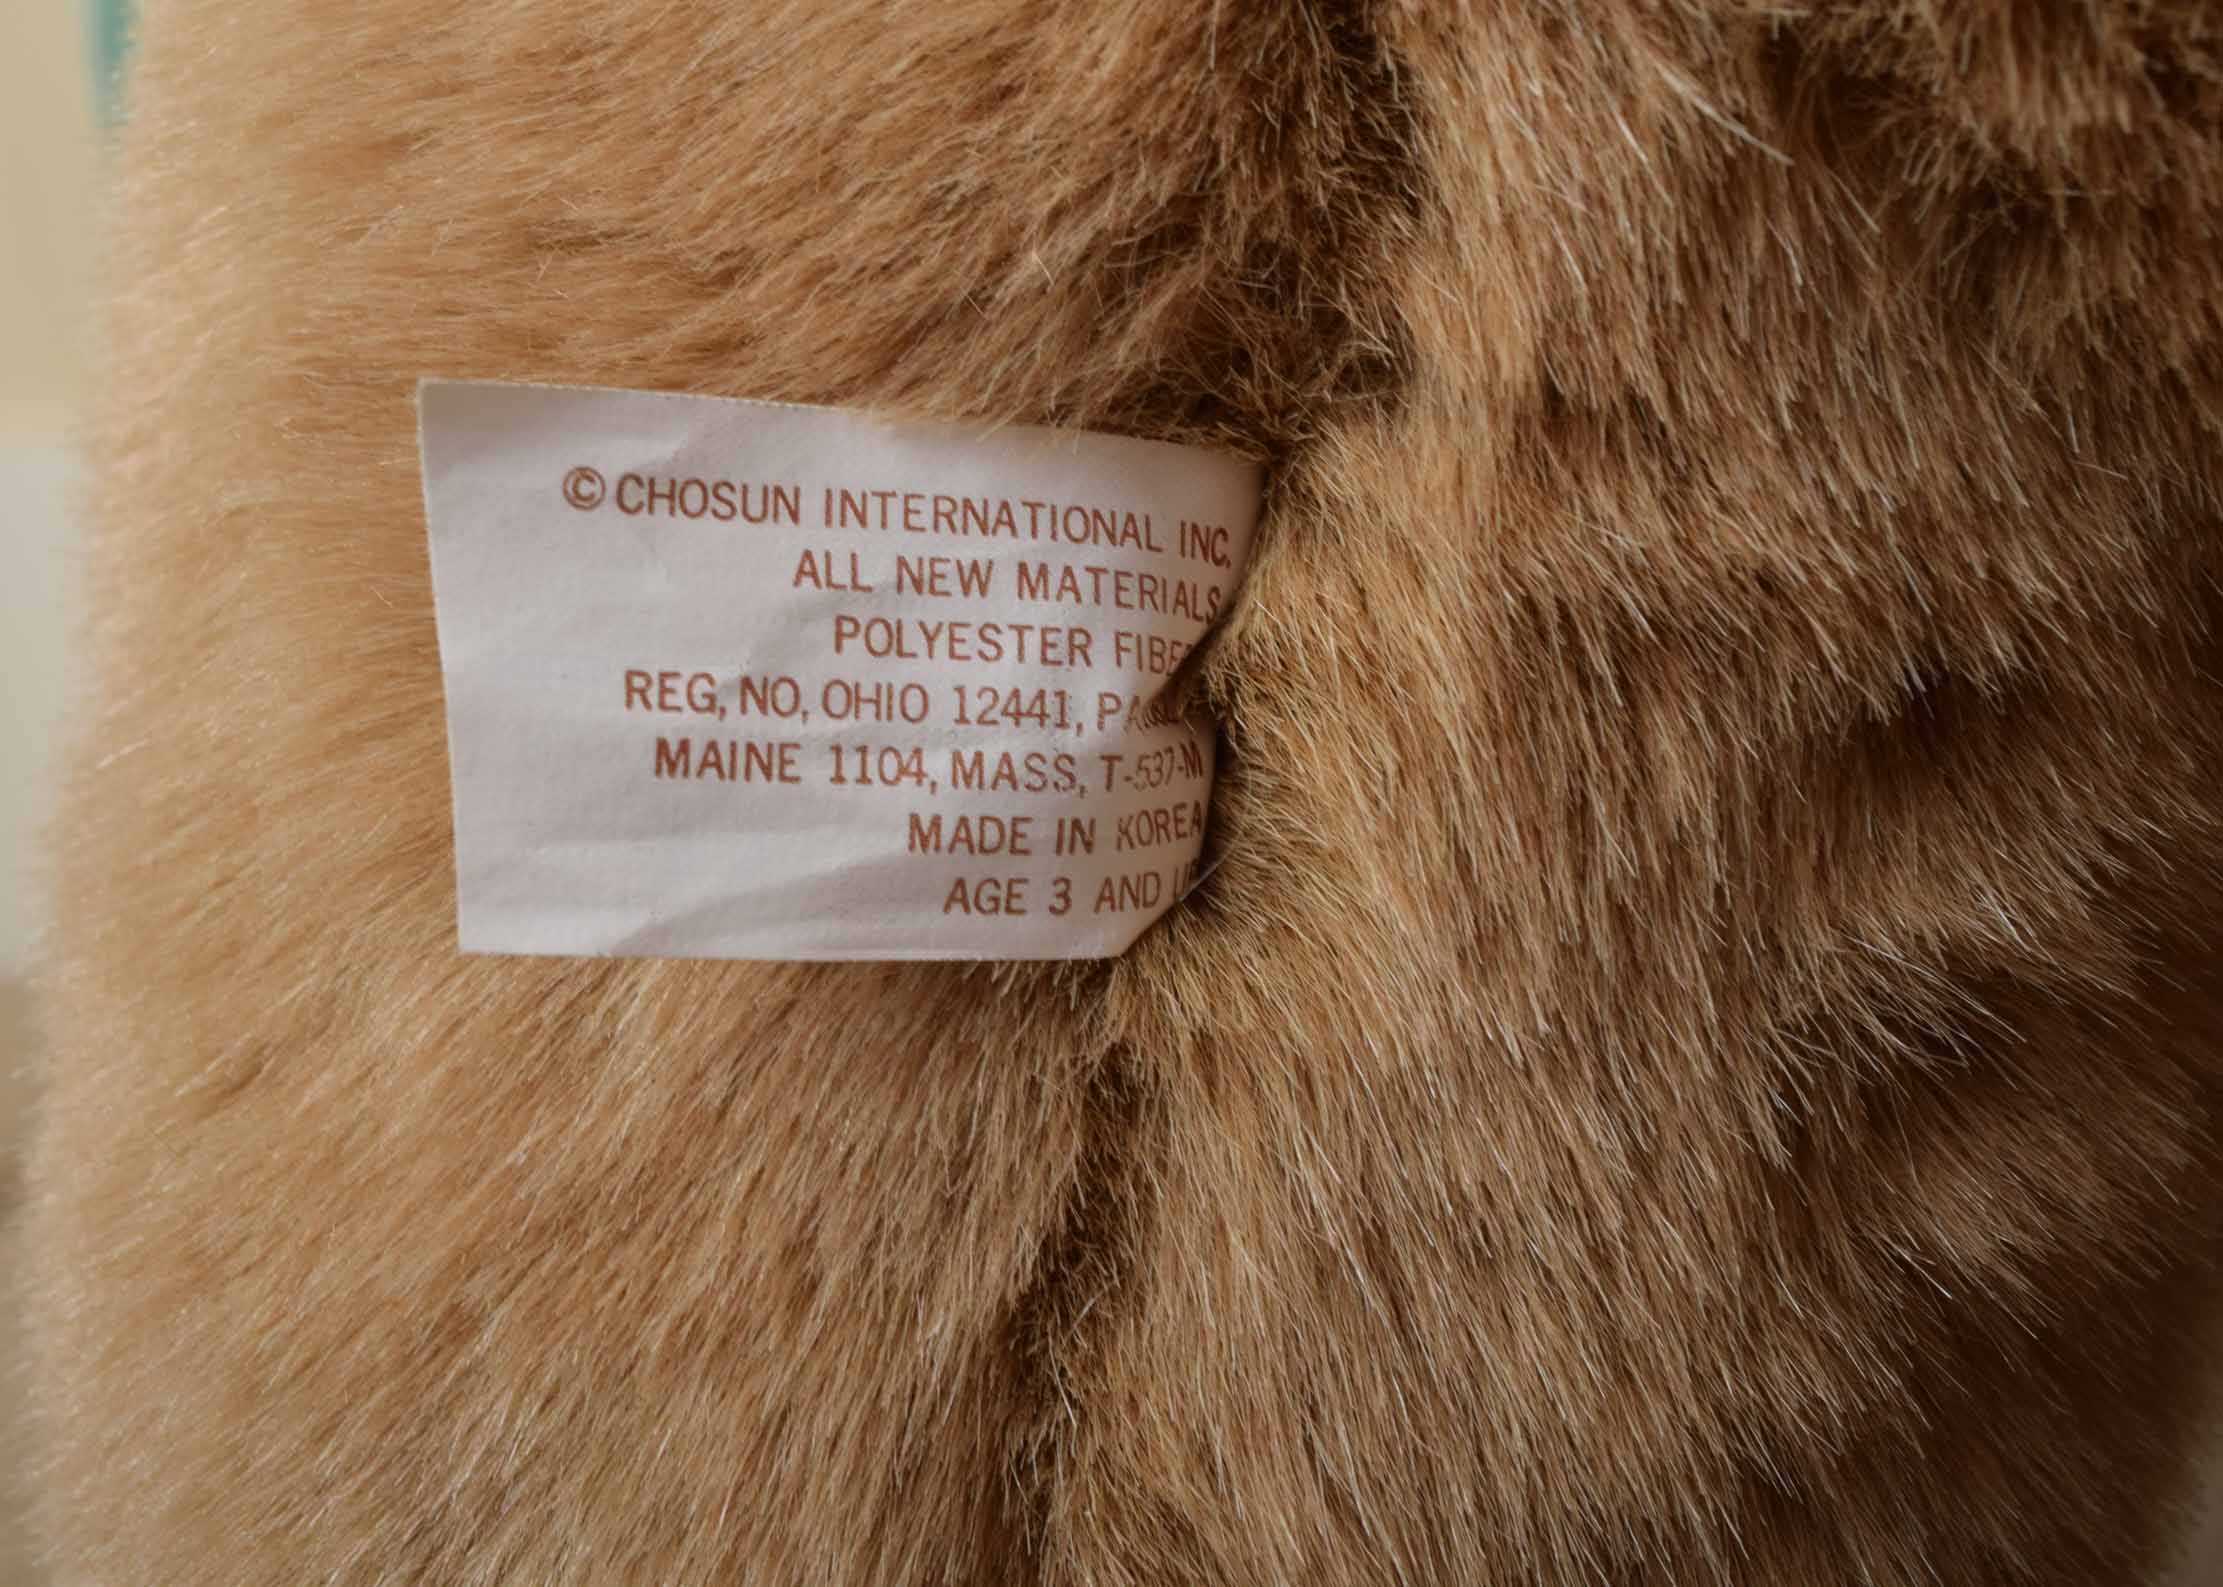 © CHOSUN INTERNATIONAL INC.
ALL NEW MATERIALS
POLYESTER
REG, NO, OHIO 12441,
MAINE 1104, MASS, T-537-M
MADE IN KOREA
AGE 3 AND